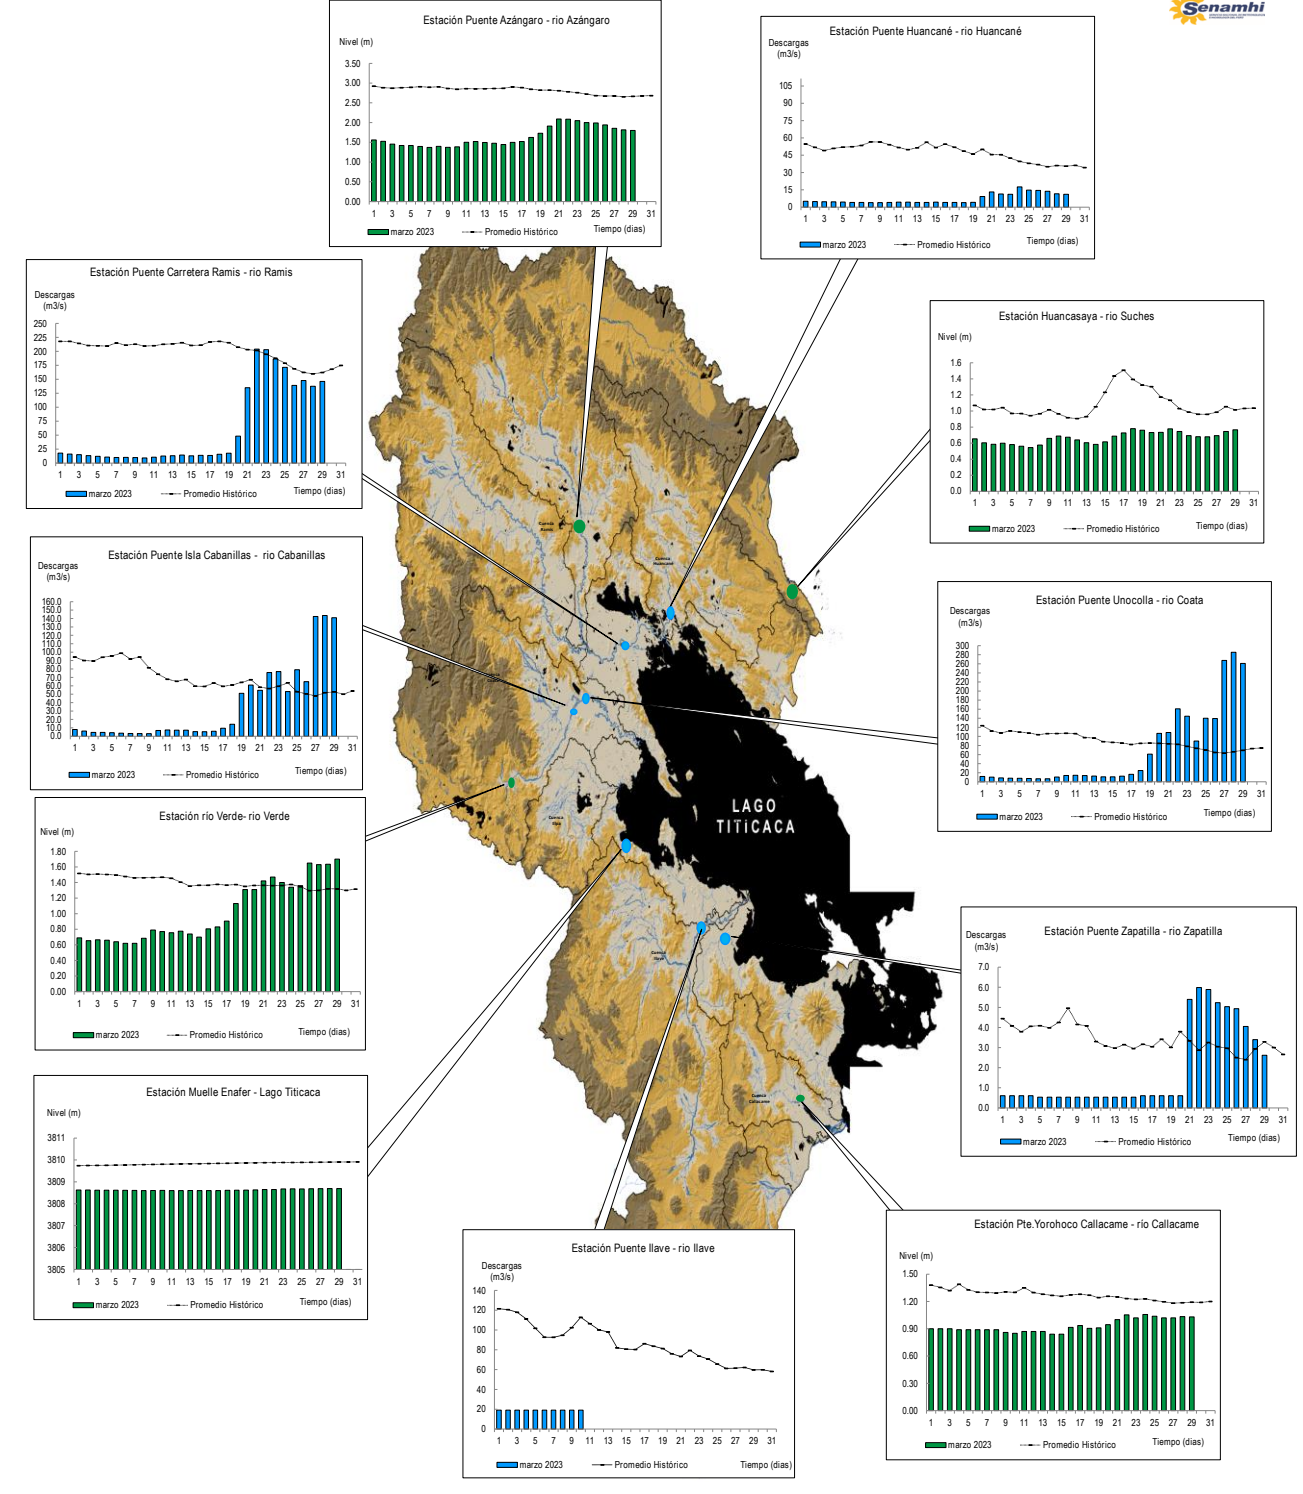 Senamhi
Estación Puente Azángaro - rio Azángaro
Nivel (m)
3.50
3.00
2.50
2.00
1.50
1.00
0.50
0.00
1 3 5 7 9 11 13 15 17 19 21 23 25 27 29 31
marzo 2023 Promedio Histórico Tiempo (dias)
Estación Puente Huancané - rio Huancané
Descargas
(m3/s)
105
90
75
60
45
30
15
0
1 3 5 7 9 11 13 15 17 19 21 23 25 27 29 31
marzo 2023 Promedio Histórico Tiempo (dias)
Estación Puente Carretera Ramis - rio Ramis
Descargas
(m3/s)
250
225
200
175
150
125
100
75
50
25
0
1 3 5 7 9 11 13 15 17 19 21 23 25 27 29 31
marzo 2023 Promedio Histórico Tiempo (dias)
Estación Huancasaya - rio Suches
Nivel (m)
1.6
1.4
1.2
1.0
0.8
0.6
0.4
0.2
0.0
1 3 5 7 9 11 13 15 17 19 21 23 25 27 29 31
marzo 2023 Promedio Histórico Tiempo (dias)
Estación Puente Isla Cabanillas - rio Cabanillas
Descargas
(m3/s)
160.0
150.0
140.0
130.0
120.0
110.0
100.0
90.0
80.0
70.0
60.0
50.0
40.0
30.0
20.0
10.0
0.0
1 3 5 7 9 11 13 15 17 19 21 23 25 27 29 31
marzo 2023 Promedio Histórico Tiempo (dias)
Estación Puente Unocolla - rio Coata
Descargas
(m3/s)
300
280
260
240
220
200
180
160
140
120
100
80
60
40
20
0
1 3 5 7 9 11 13 15 17 19 21 23 25 27 29 31
marzo 2023 Promedio Histórico Tiempo (dias)
Estación río Verde- rio Verde
Nivel (m)
1.80
1.60
1.40
1.20
1.00
0.80
0.60
0.40
0.20
0.00
1 3 5 7 9 11 13 15 17 19 21 23 25 27 29 31
marzo 2023 Promedio Histórico Tiempo (dias)
LAGO
TITiCACA
Cuenca
Huancané
Cuenca
Ilave
Cuenca
Callacame
Estación Puente Zapatilla - rio Zapatilla
Descargas
(m3/s)
7.0
6.0
5.0
4.0
3.0
2.0
1.0
0.0
1 3 5 7 9 11 13 15 17 19 21 23 25 27 29 31
marzo 2023 Promedio Histórico Tiempo (dias)
Estación Muelle Enafer - Lago Titicaca
Nivel (m)
3811
3810
3809
3808
3807
3806
3805
1 3 5 7 9 11 13 15 17 19 21 23 25 27 29 31
marzo 2023 Promedio Histórico Tiempo (dias)
Estación Puente Ilave - rio Ilave
Descargas
(m3/s)
140
120
100
80
60
40
20
0
1 3 5 7 9 11 13 15 17 19 21 23 25 27 29 31
marzo 2023 Promedio Histórico Tiempo (dias)
Estación Pte.Yorohoco Callacame - río Callacame
Nivel (m)
1.50
1.20
0.90
0.60
0.30
0.00
1 3 5 7 9 11 13 15 17 19 21 23 25 27 29 31
marzo 2023 Promedio Histórico Tiempo (dias)